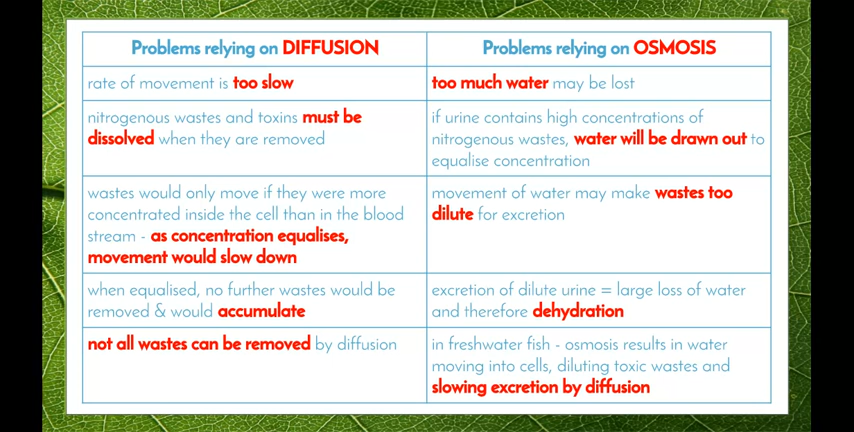 Problems relying on DIFFUSION
Problems relying on OSMOSIS
rate of movement is too slow
too much water may be lost
nitrogenous wastes and toxins must be
dissolved when they are removed
if urine contains high concentrations of
nitrogenous wastes, water will be drawn out to
equalise concentration
wastes would only move if they were more
concentrated inside the cell than in the blood
stream - as concentration equalises,
movement would slow down
movement of water may make wastes too
dilute for excretion
when equalised, no further wastes would be
removed & would accumulate
excretion of dilute urine = large loss of water
and therefore dehydration
not all wastes can be removed by diffusion
in freshwater fish - osmosis results in water
moving into cells, diluting toxic wastes and
slowing excretion by diffusion